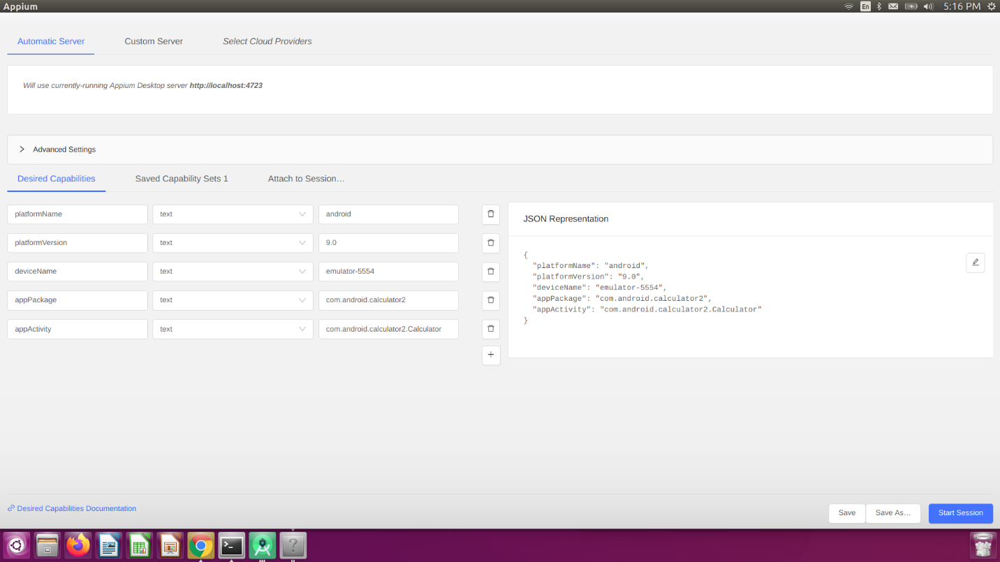 Appium
En
5:16 PM
Automatic Server
Custom Server
Select Cloud Providers
Will use currently-running Appium Desktop server http://localhost:4723
Advanced Settings
Desired Capabilities
Saved Capability Sets 1
Attach to Session…
platformName
text
android
platformVersion
text
9.0
deviceName
text
emulator-5554
appPackage
text
com.android.calculator2
appActivity
text
com.android.calculator2.Calculator
JSON Representation
{
"platformName": "android",
"platformVersion": "9.0",
"deviceName": "emulator-5554",
"appPackage": "com.android.calculator2",
"appActivity": "com.android.calculator2.Calculator"
}
Desired Capabilities Documentation
Save
Save As…
Start Session